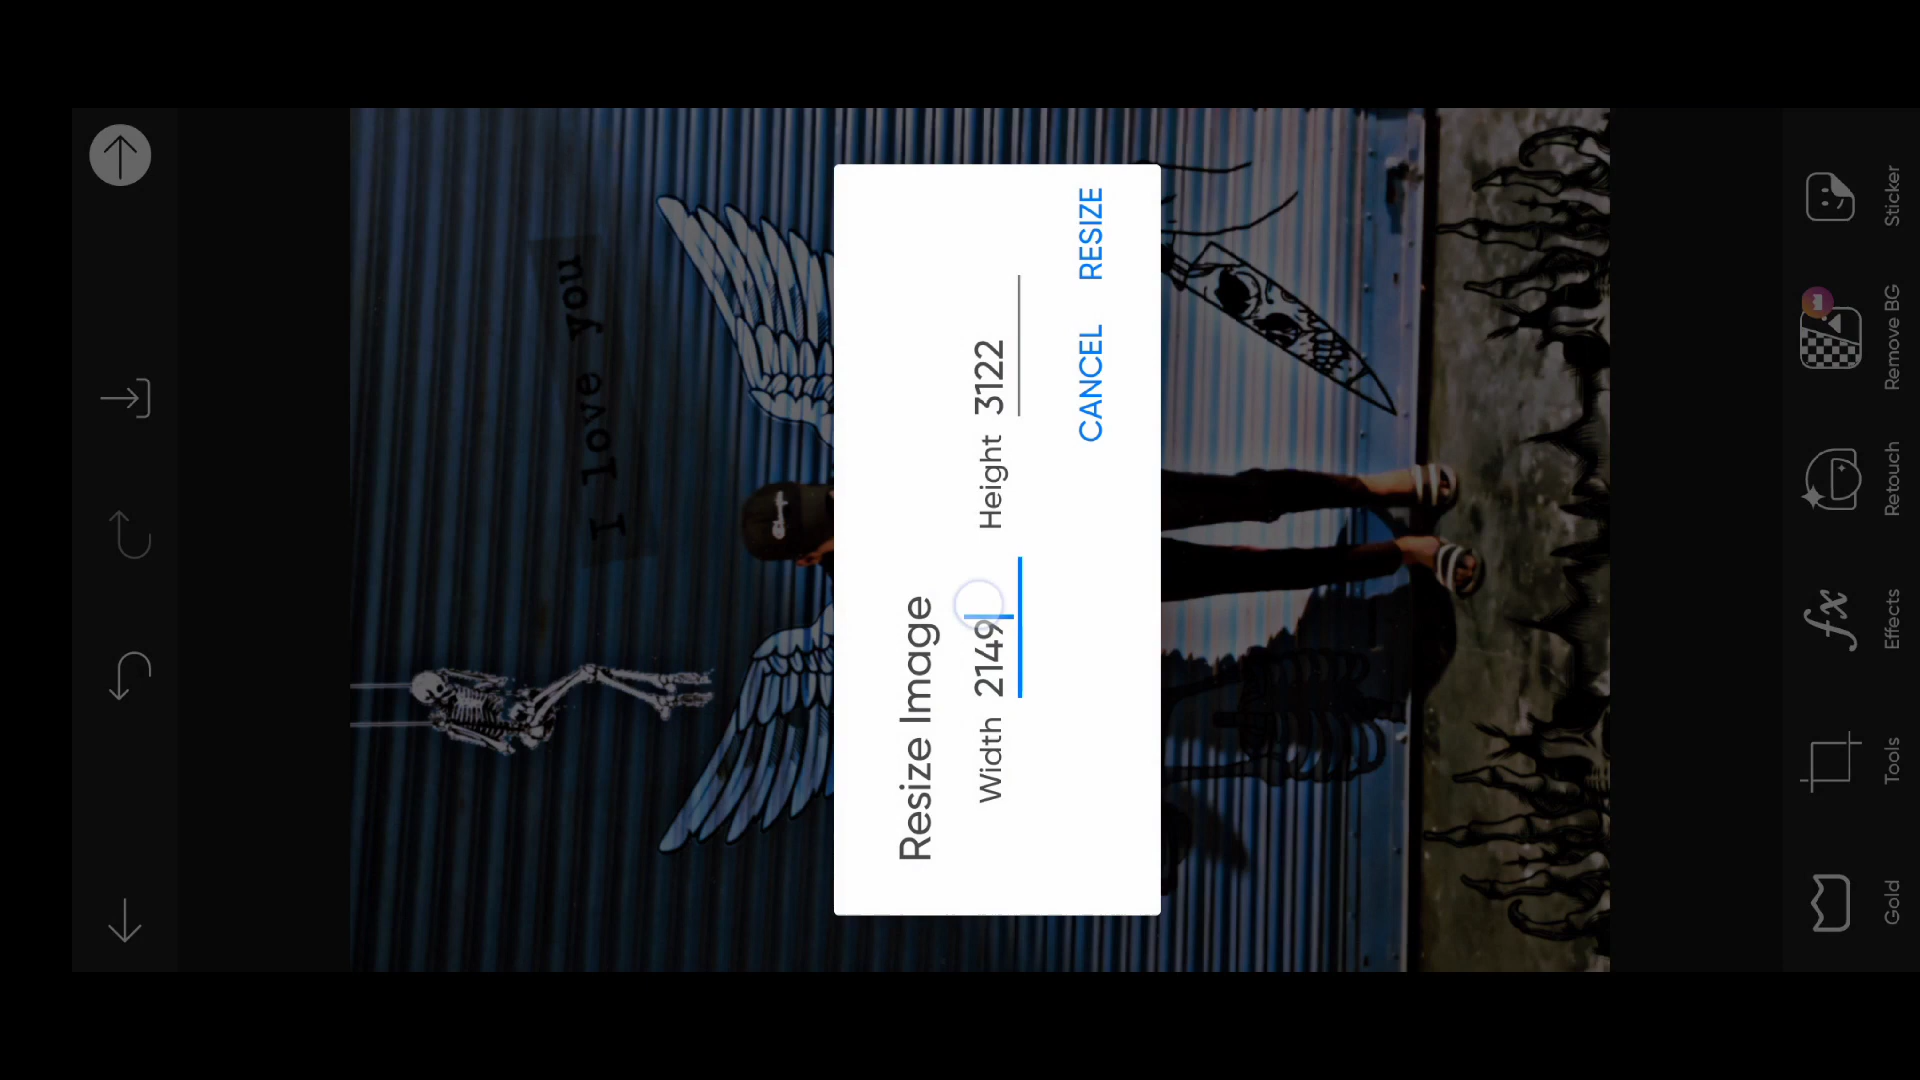 I love you
Resize Image
Width 2149 Height 3122
CANCEL RESIZE
Gold
Tools
Effects
Retouch
Remove BG
Sticker